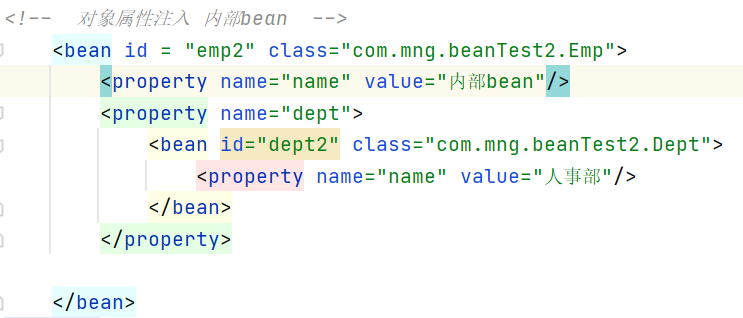 <!-- 对象属性注入 内部bean -->
<bean id = "emp2" class="com.mng.beanTest2.Emp">
<property name="name" value="内部bean"/>
<property name="dept">
<bean id="dept2" class="com.mng.beanTest2.Dept">
<property name="name" value="人事部"/>
</bean>
</property>
</bean>